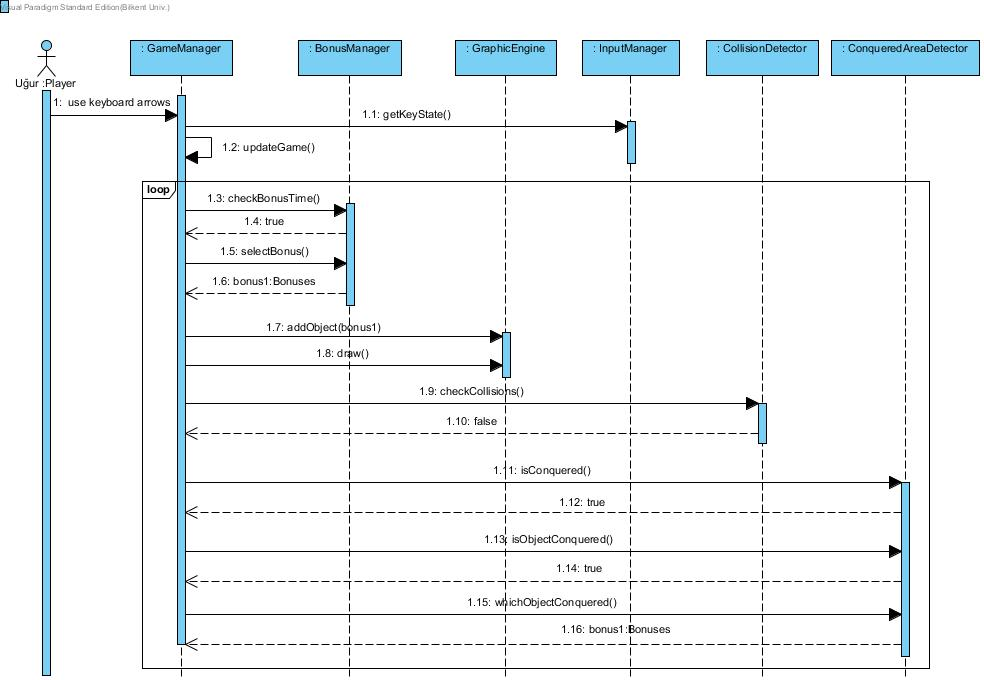 Visual Paradigm Standard Edition(Bilkent Univ.)
: GameManager
: BonusManager
: GraphicEngine
: InputManager
: CollisionDetector
: ConqueredAreaDetector
Uğur :Player
1: use keyboard arrows
1.1: getKeyState()
1.2: updateGame()
loop
1.3: checkBonusTime()
1.4: true
1.5: selectBonus()
1.6: bonus1:Bonuses
1.7: addObject(bonus1)
1.8: draw()
1.9: checkCollisions()
1.10: false
1.11: isConquered()
1.12: true
1.13: isObjectConquered()
1.14: true
1.15: whichObjectConquered()
1.16: bonus1:Bonuses